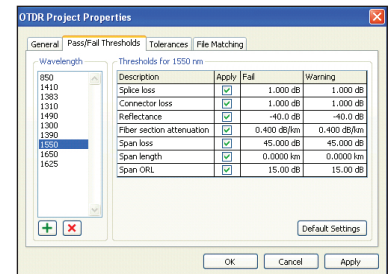 OTDR Project Properties
General Pass/Fail Thresholds Tolerances File Matching
Wavelength
850
1410
1383
1310
1490
1300
1390
1550
1650
1625
Thresholds for 1550 nm
Description Apply Fail Warning
Splice loss 1.000 dB 1.000 dB
Connector loss 1.000 dB 1.000 dB
Reflectance -40.0 dB -40.0 dB
Fiber section attenuation 0.400 dB/km 0.400 dB/km
Span loss 45.000 dB 45.000 dB
Span length 0.0000 km 0.0000 km
Span ORL 15.00 dB 15.00 dB
Default Settings
OK Cancel Apply